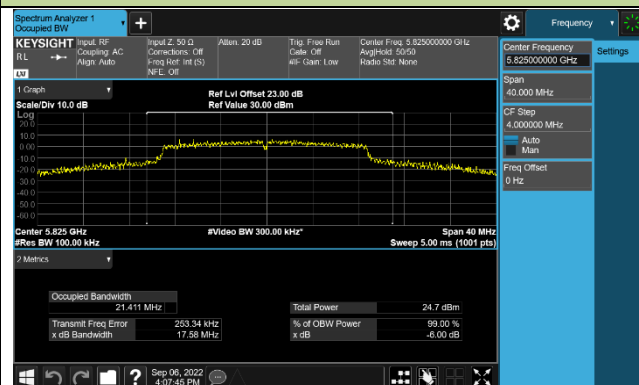 Spectrum Analyzer 1
Occupied BW
Frequency
KEYSIGHT
RL
LXI
Input: RF
Coupling: AC
Align: Auto
Input Z: 50 Ω
Corrections: Off
Freq Ref: Int (S)
NFE: Off
Atten: 20 dB
Trig: Free Run
Gate: Off
#IF Gain: Low
Center Freq: 5.825000000 GHz
Avg|Hold: 50/50
Radio Std: None
Center Frequency
5.825000000 GHz
Settings
Span
40.000 MHz
CF Step
4.000000 MHz
Auto
Man
Freq Offset
0 Hz
1 Graph
Scale/Div 10.0 dB
Ref Lvl Offset 23.00 dB
Ref Value 30.00 dBm
Log
20.0
10.0
0.00
-10.0
-20.0
-30.0
-40.0
-50.0
-60.0
Center 5.825 GHz
#Res BW 100.00 kHz
#Video BW 300.00 kHz*
Span 40 MHz
Sweep 5.00 ms (1001 pts)
2 Metrics
Occupied Bandwidth
21.411 MHz
Total Power 24.7 dBm
Transmit Freq Error 253.34 kHz
% of OBW Power 99.00 %
x dB Bandwidth 17.58 MHz
x dB -6.00 dB
Sep 06, 2022
4:07:45 PM